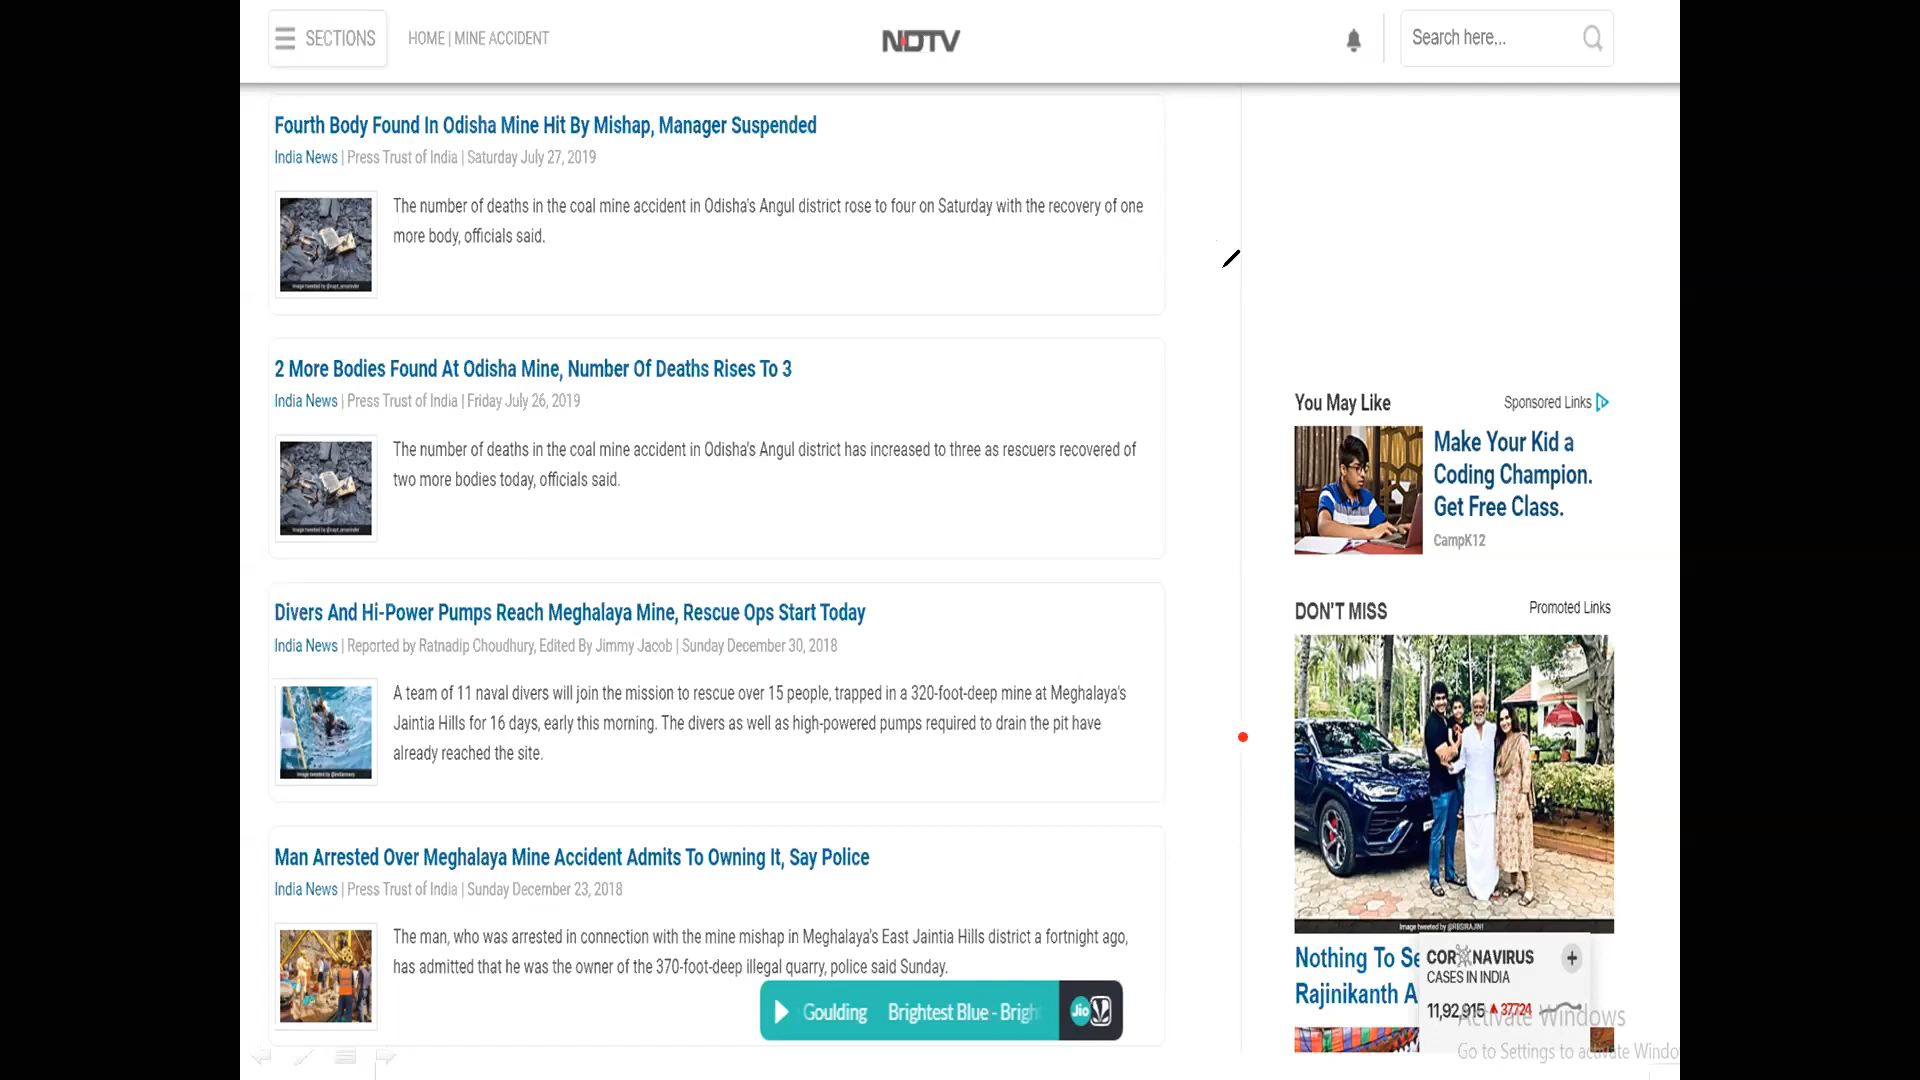 SECTIONS
HOME | MINE ACCIDENT
NDTV
Search here...
Fourth Body Found In Odisha Mine Hit By Mishap, Manager Suspended
India News | Press Trust of India | Saturday July 27, 2019
The number of deaths in the coal mine accident in Odisha's Angul district rose to four on Saturday with the recovery of one
more body, officials said.
2 More Bodies Found At Odisha Mine, Number Of Deaths Rises To 3
India News | Press Trust of India | Friday July 26, 2019
The number of deaths in the coal mine accident in Odisha's Angul district has increased to three as rescuers recovered of
two more bodies today, officials said.
Divers And Hi-Power Pumps Reach Meghalaya Mine, Rescue Ops Start Today
India News | Reported by Ratnadip Choudhury, Edited By Jimmy Jacob | Sunday December 30, 2018
A team of 11 naval divers will join the mission to rescue over 15 people, trapped in a 320-foot-deep mine at Meghalaya's
Jaintia Hills for 16 days, early this morning. The divers as well as high-powered pumps required to drain the pit have
already reached the site.
Man Arrested Over Meghalaya Mine Accident Admits To Owning It, Say Police
India News | Press Trust of India | Sunday December 23, 2018
The man, who was arrested in connection with the mine mishap in Meghalaya's East Jaintia Hills district a fortnight ago,
has admitted that he was the owner of the 370-foot-deep illegal quarry, police said Sunday.
Goulding Brightest Blue - Brigh
Jio
You May Like
Sponsored Links
Make Your Kid a
Coding Champion.
Get Free Class.
CampK12
DON'T MISS
Promoted Links
Nothing To Se
Rajinikanth A
CORONAVIRUS
CASES IN INDIA
11,92,915 37724
Activate Windows
Go to Settings to activate Windo